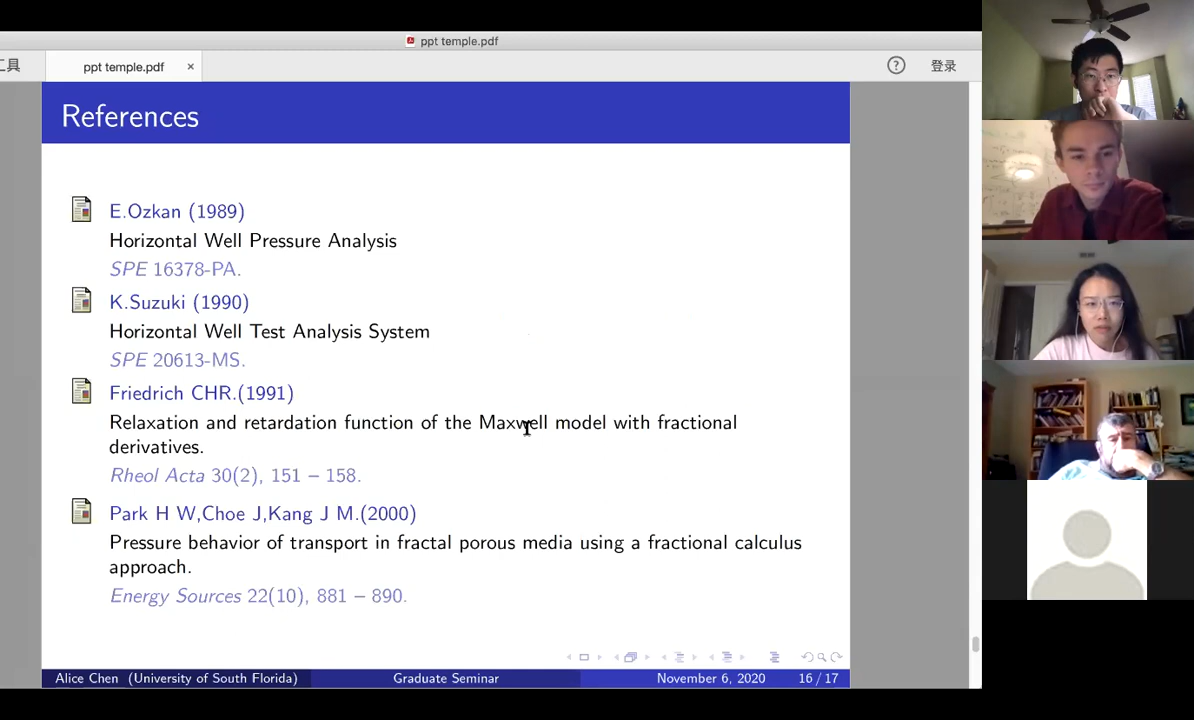 ppt temple.pdf
工具
ppt temple.pdf ×
? 登录
References
E.Ozkan (1989)
Horizontal Well Pressure Analysis
SPE 16378-PA.
K.Suzuki (1990)
Horizontal Well Test Analysis System
SPE 20613-MS.
Friedrich CHR.(1991)
Relaxation and retardation function of the Maxwell model with fractional
derivatives.
Rheol Acta 30(2), 151 – 158.
Park H W,Choe J,Kang J M.(2000)
Pressure behavior of transport in fractal porous media using a fractional calculus
approach.
Energy Sources 22(10), 881 – 890.
Alice Chen (University of South Florida) Graduate Seminar November 6, 2020 16 / 17